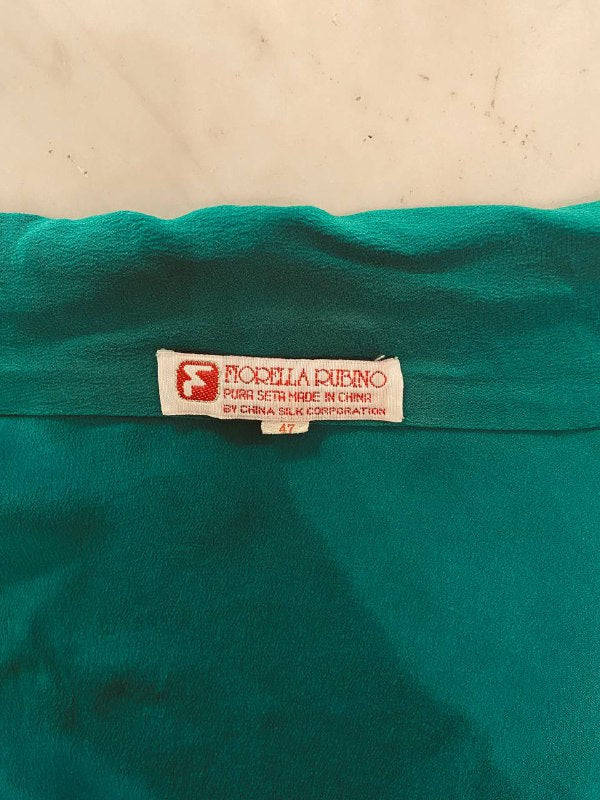 F
FIORELLA RUBINO
PURA SETA MADE IN CHINA
BY CHINA SILK CORPORATION
47